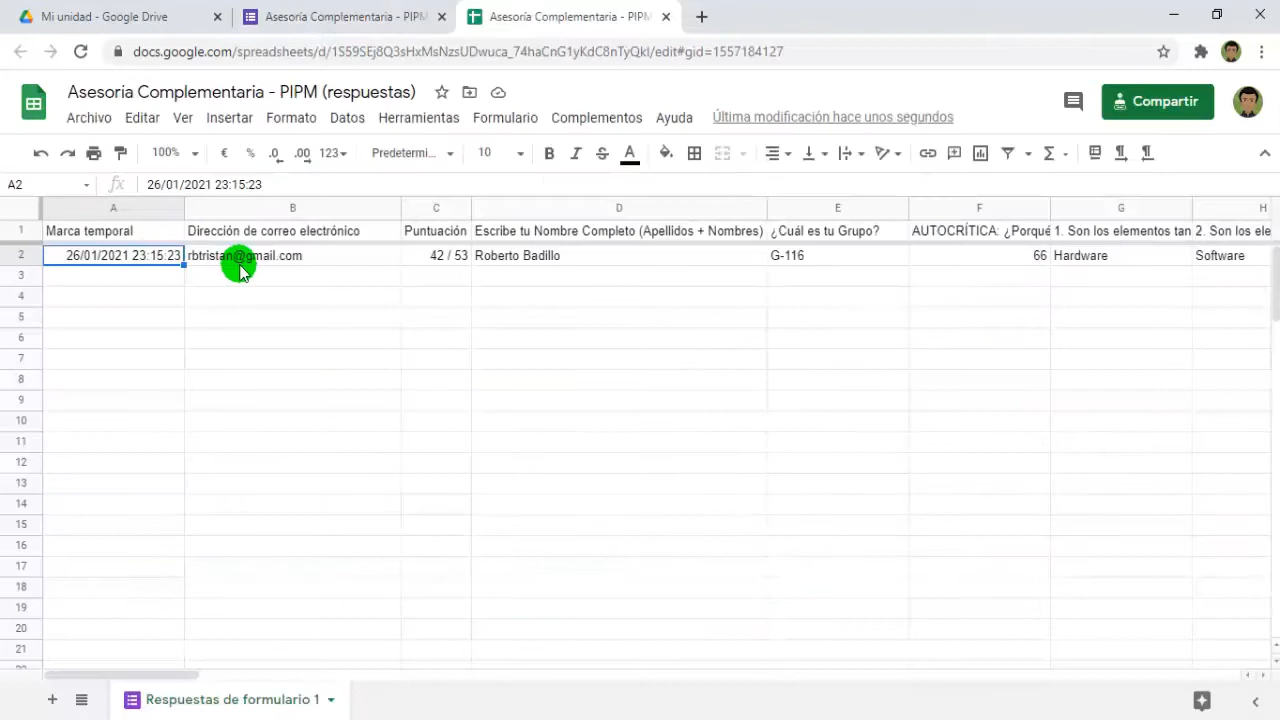 Mi unidad - Google Drive
Asesoría Complementaria - PIPM
Asesoría Complementaria - PIPM
docs.google.com/spreadsheets/d/1S59SEj8Q3sHxMsNzsUDwuca_74haCnG1yKdC8nTyQkI/edit#gid=1557184127
Asesoría Complementaria - PIPM (respuestas)
Compartir
Archivo Editar Ver Insertar Formato Datos Herramientas Formulario Complementos Ayuda Última modificación hace unos segundos
100% € % .0 .00 123 Predetermi... 10 B I S A
A2 fx 26/01/2021 23:15:23
A B C D E F G H
1 Marca temporal Dirección de correo electrónico Puntuación Escribe tu Nombre Completo (Apellidos + Nombres) ¿Cuál es tu Grupo? AUTOCRÍTICA: ¿Porqué 1. Son los elementos tan 2. Son los ele
2 26/01/2021 23:15:23 rbtristan@gmail.com 42 / 53 Roberto Badillo G-116 66 Hardware Software
3
4
5
6
7
8
9
10
11
12
13
14
15
16
17
18
19
20
21
Respuestas de formulario 1